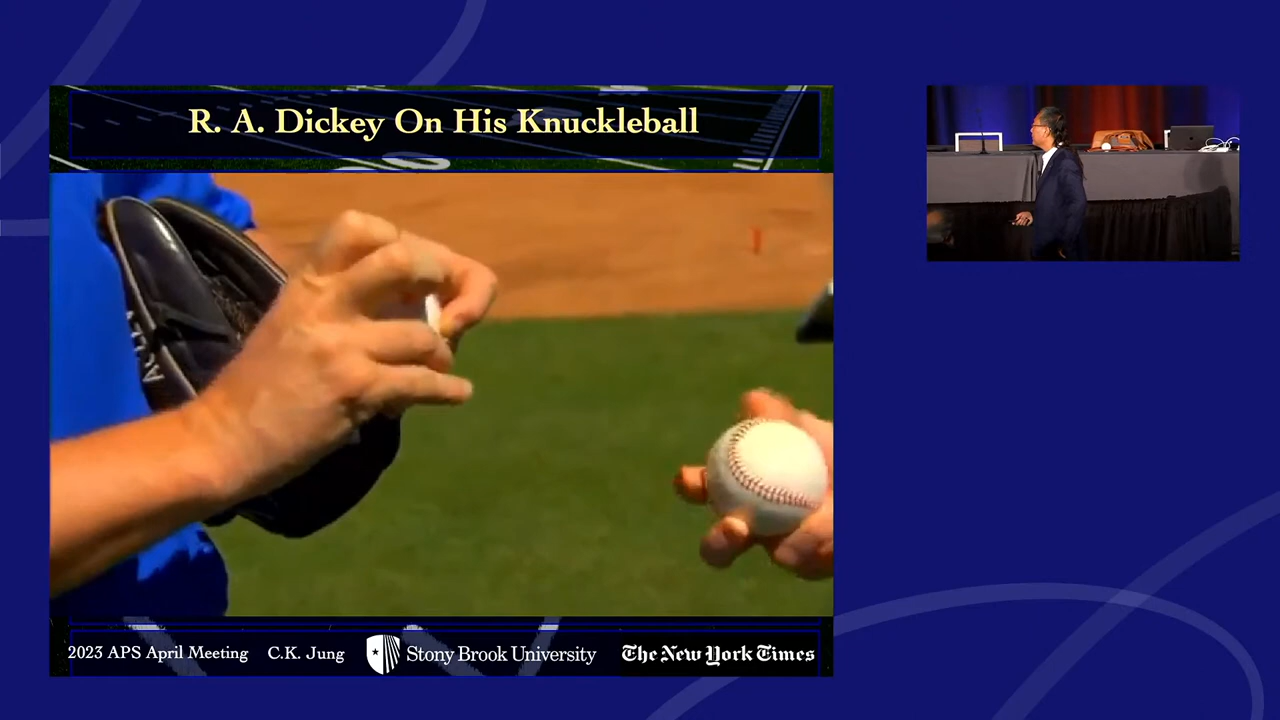 R. A. Dickey On His Knuckleball
2023 APS April Meeting C.K. Jung Stony Brook University The New York Times